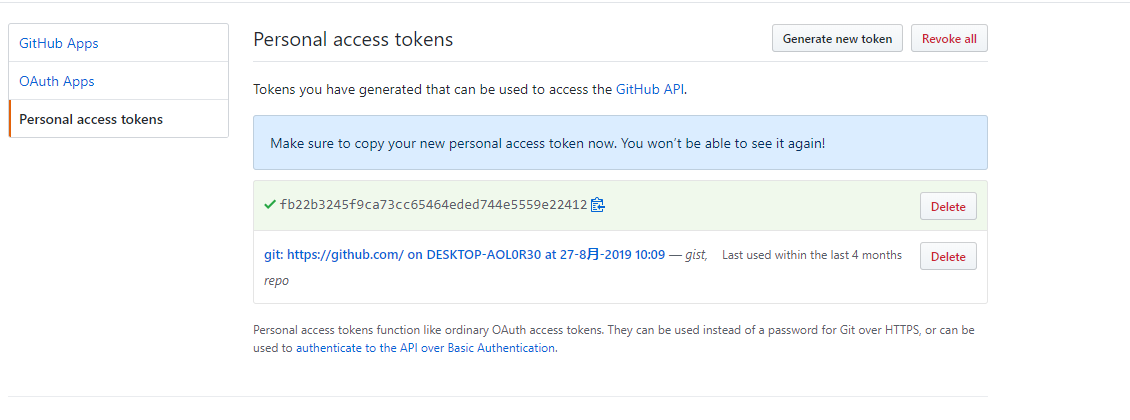 GitHub Apps
OAuth Apps
Personal access tokens
Personal access tokens
Generate new token
Revoke all
Tokens you have generated that can be used to access the GitHub API.
Make sure to copy your new personal access token now. You won't be able to see it again!
fb22b3245f9ca73cc65464eded744e5559e22412
Delete
git: https://github.com/ on DESKTOP-AOL0R30 at 27-8月-2019 10:09 — gist, Last used within the last 4 months
repo
Delete
Personal access tokens function like ordinary OAuth access tokens. They can be used instead of a password for Git over HTTPS, or can be
used to authenticate to the API over Basic Authentication.